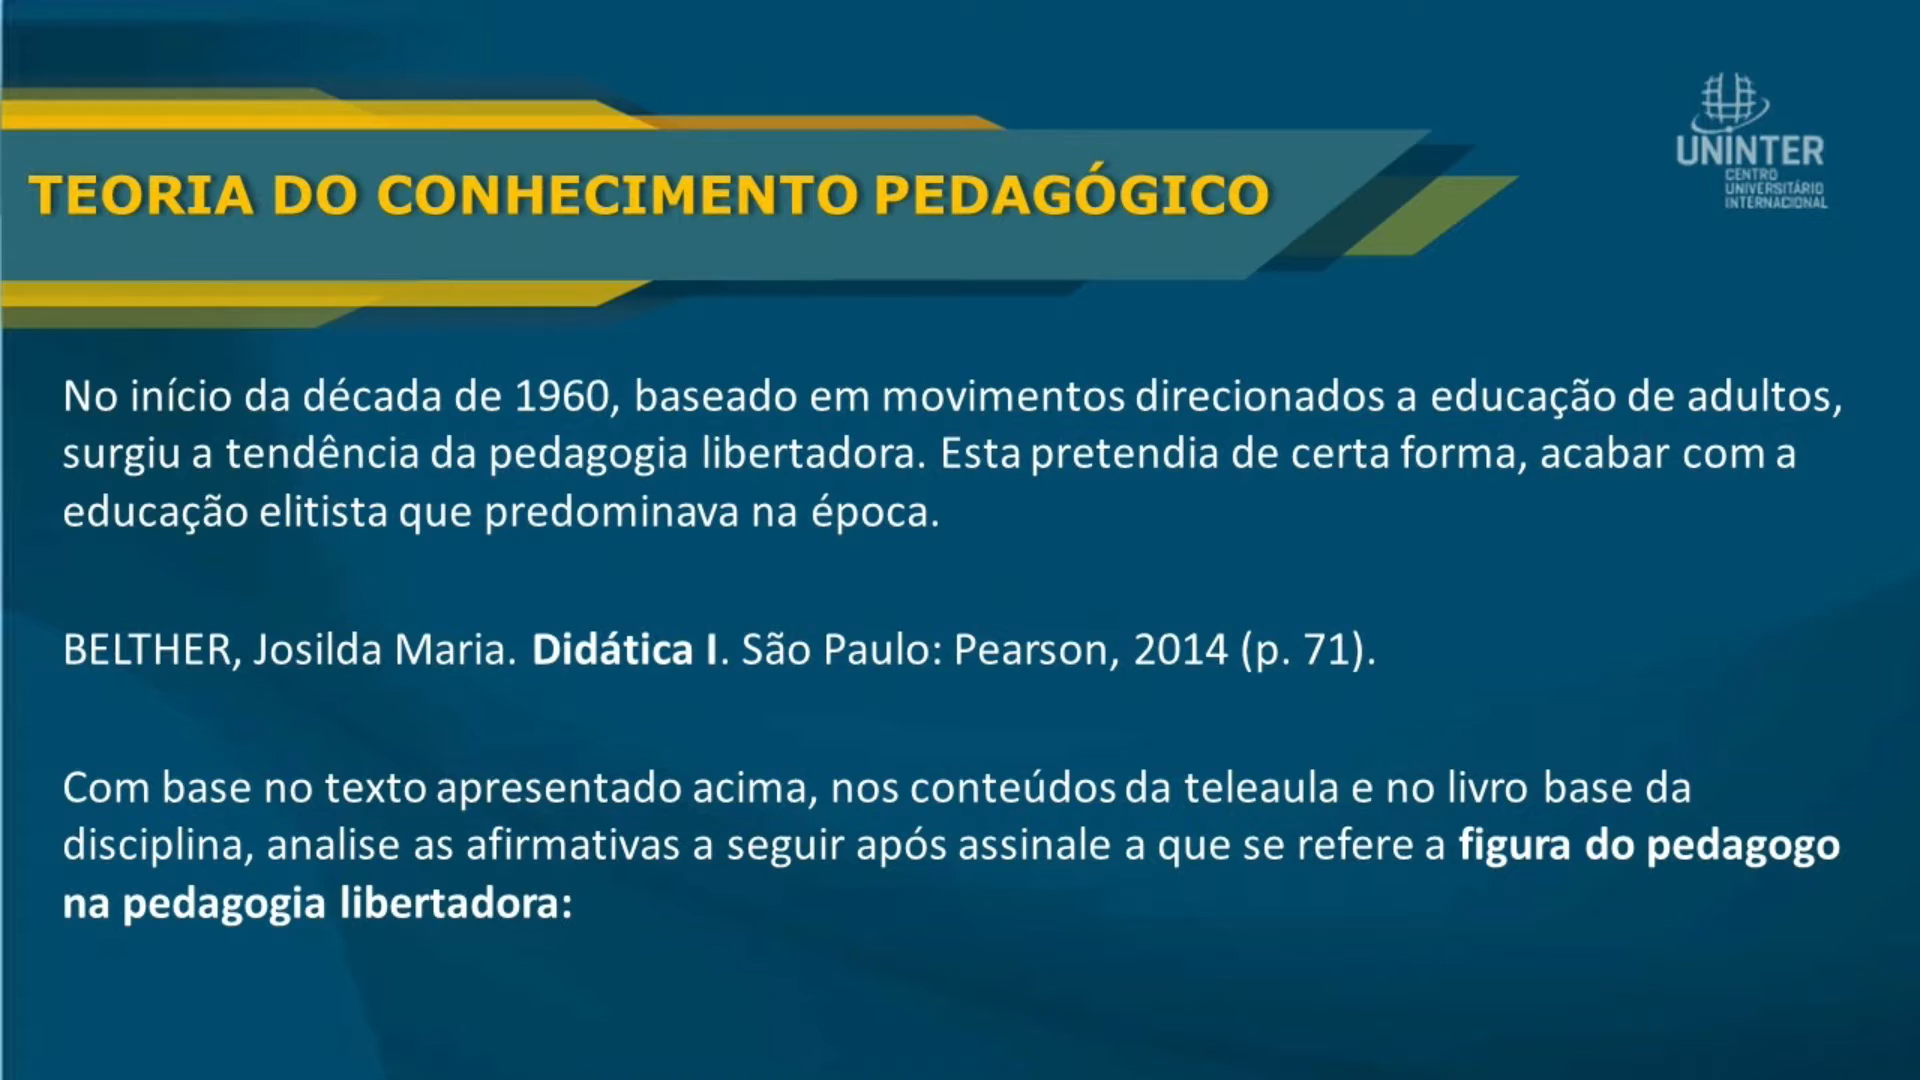 UNINTER
CENTRO
UNIVERSITÁRIO
INTERNACIONAL
TEORIA DO CONHECIMENTO PEDAGÓGICO
No início da década de 1960, baseado em movimentos direcionados a educação de adultos,
surgiu a tendência da pedagogia libertadora. Esta pretendia de certa forma, acabar com a
educação elitista que predominava na época.
BELTHER, Josilda Maria. Didática I. São Paulo: Pearson, 2014 (p. 71).
Com base no texto apresentado acima, nos conteúdos da teleaula e no livro base da
disciplina, analise as afirmativas a seguir após assinale a que se refere a figura do pedagogo
na pedagogia libertadora: